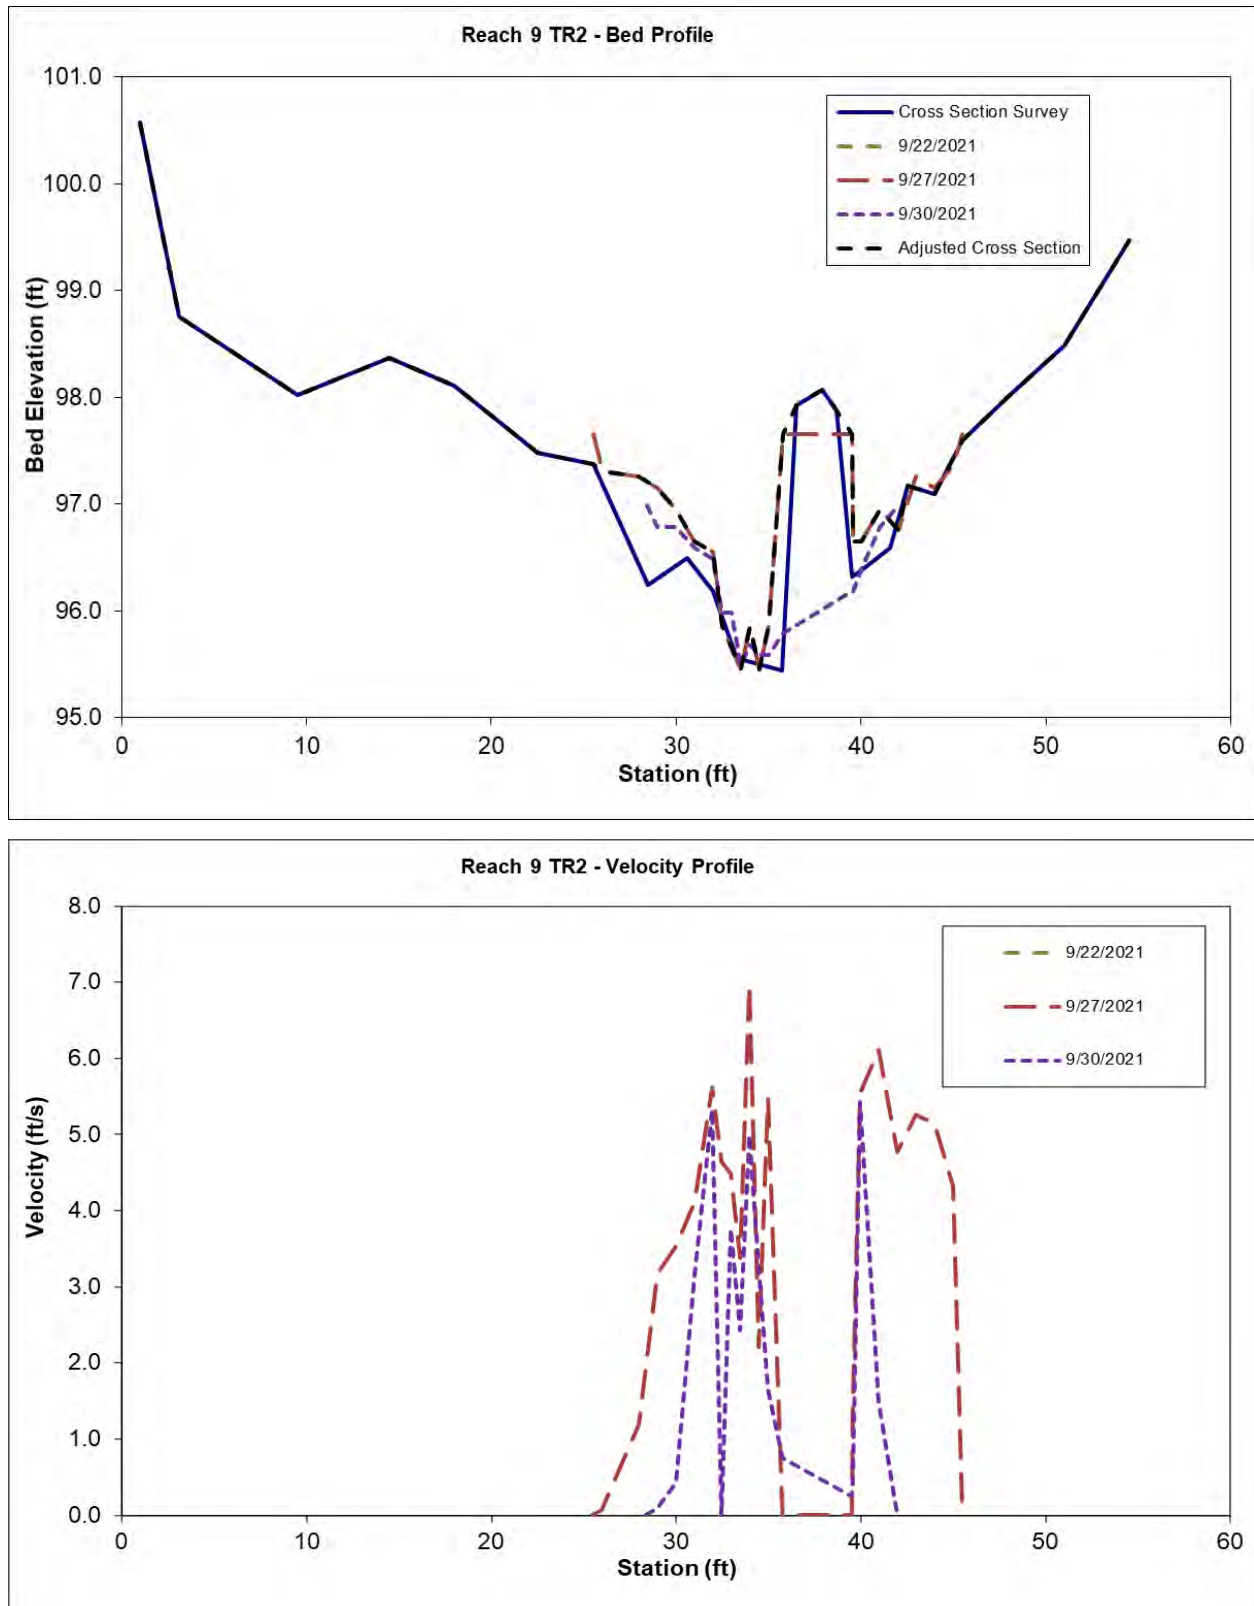 Reach 9 TR2 - Bed Profile
101.0
100.0
99.0
98.0
97.0
96.0
95.0
Bed Elevation (ft)
Cross Section Survey
9/22/2021
9/27/2021
9/30/2021
Adjusted Cross Section
0 10 20 30 40 50 60
Station (ft)
Reach 9 TR2 - Velocity Profile
8.0
7.0
6.0
5.0
4.0
3.0
2.0
1.0
0.0
Velocity (ft/s)
9/22/2021
9/27/2021
9/30/2021
0 10 20 30 40 50 60
Station (ft)